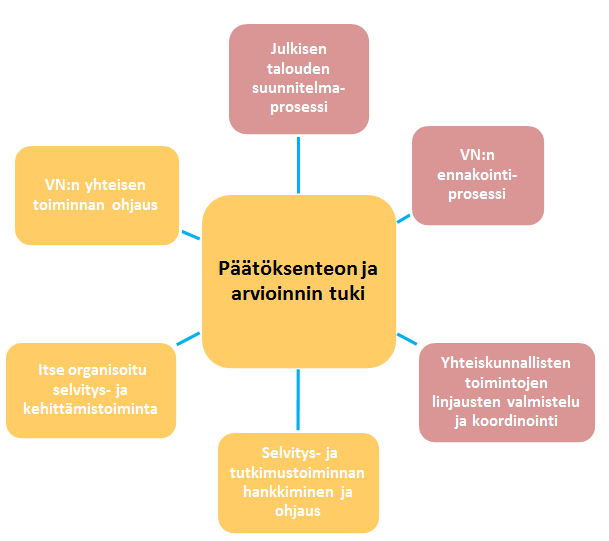 Julkisen
talouden
suunnitelma-
prosessi
VN:n
ennakointi-
prosessi
VN:n yhteisen
toiminnan ohjaus
Päätöksenteon ja
arvioinnin tuki
Itse organisoitu
selvitys- ja
kehittämistoiminta
Yhteiskunnallisten
toimintojen
linjausten valmistelu
ja koordinointi
Selvitys- ja
tutkimustoiminnan
hankkiminen ja
ohjaus